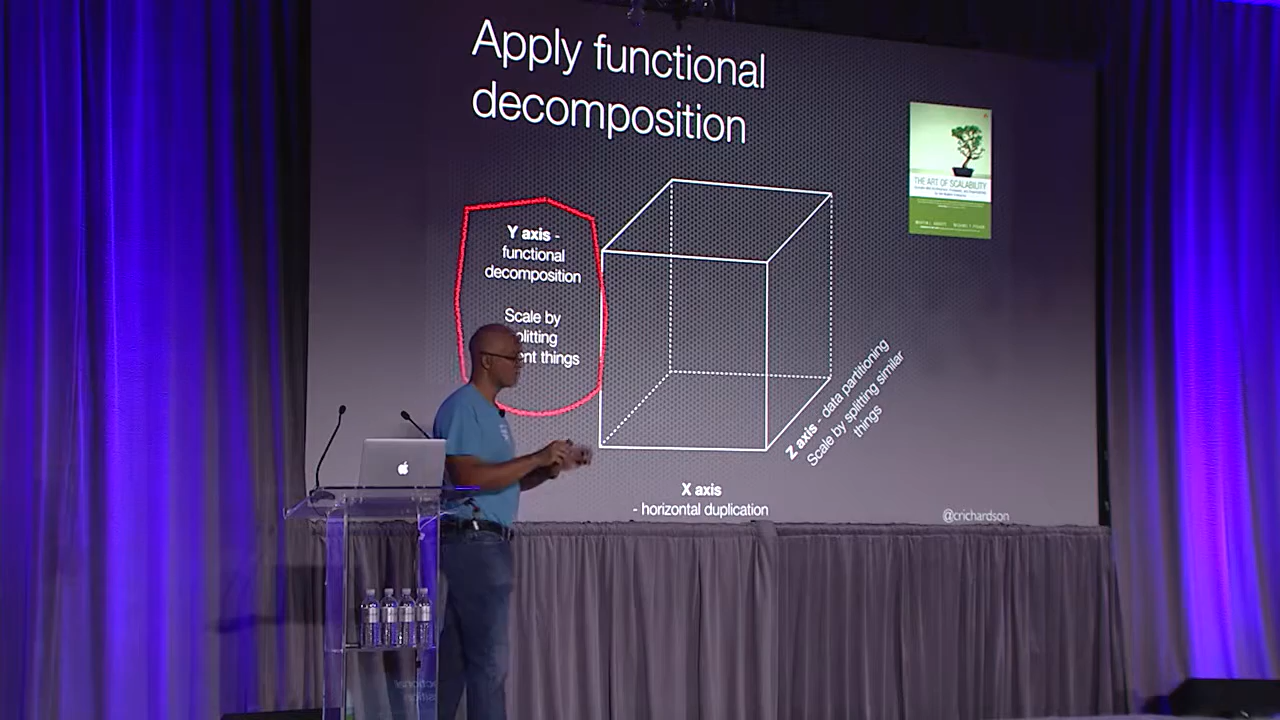 Apply functional
decomposition
THE ART OF SCALABILITY
Y axis -
functional
decomposition
Scale by
splitting
things
Z axis - data partitioning
Scale by splitting similar
things
X axis
- horizontal duplication
@crichardson